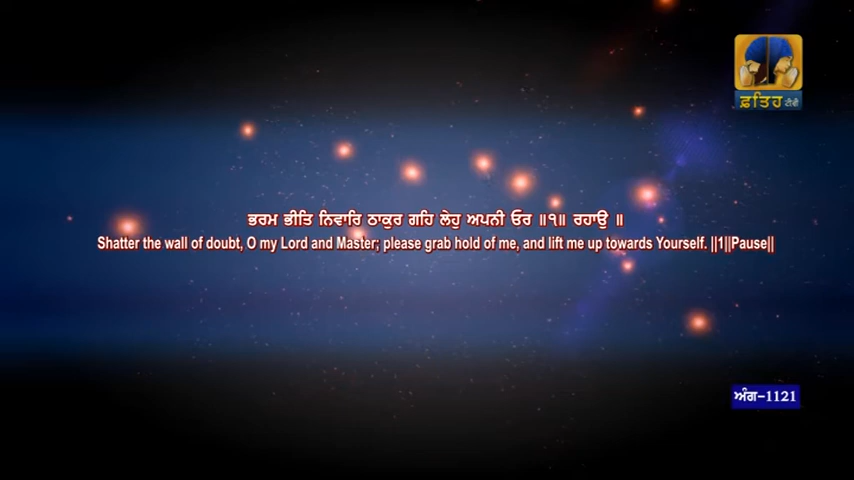 ਫ਼ਤਿਹ ਟੀਵੀ
ਭਰਮ ਭੀਤਿ ਨਿਵਾਰਿ ਠਾਕੁਰ ਗਹਿ ਲੇਹੁ ਅਪਨੀ ਓਰ ॥੧॥ ਰਹਾਉ ॥
Shatter the wall of doubt, O my Lord and Master; please grab hold of me, and lift me up towards Yourself. ||1||Pause||
ਅੰਗ-1121